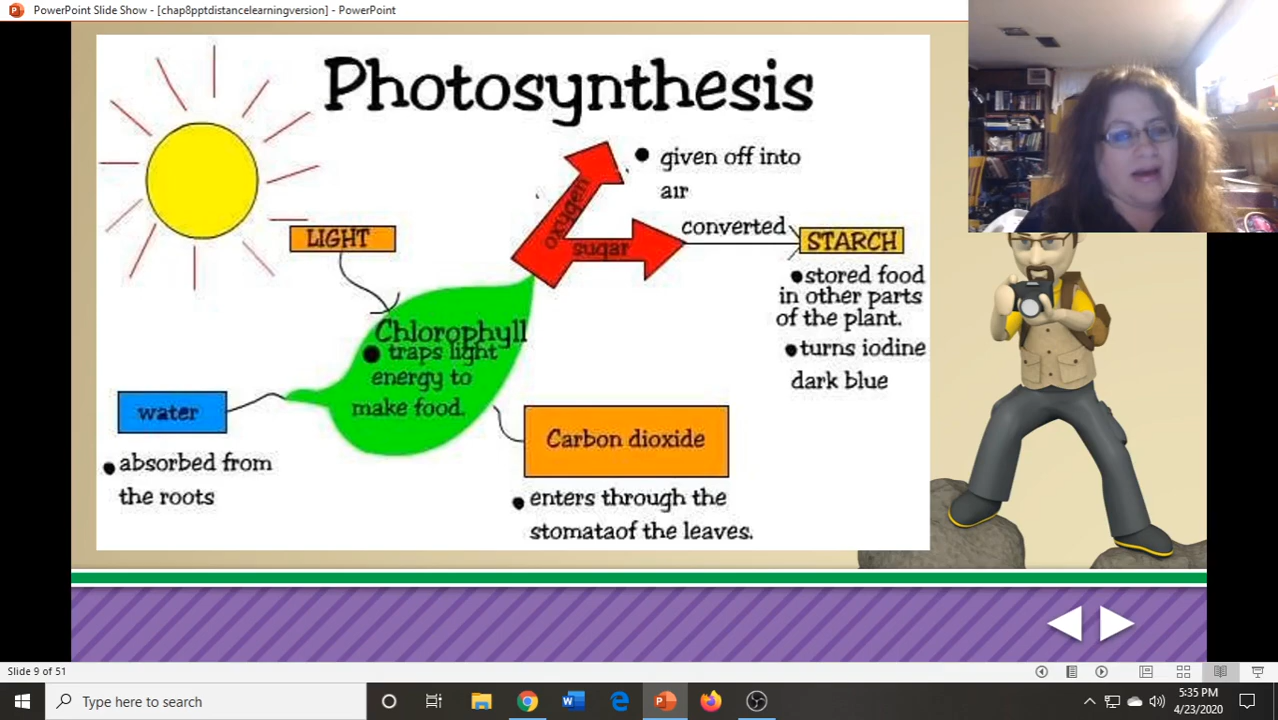 PowerPoint Slide Show - [chap8pptdistancelearningversion] - PowerPoint
Photosynthesis
given off into
air
oxygen
converted
LIGHT
sugar
STARCH
stored food
in other parts
of the plant.
turns iodine
dark blue
Chlorophyll
traps light
energy to
make food.
water
absorbed from
the roots
Carbon dioxide
enters through the
stomataof the leaves.
Slide 9 of 51
Type here to search
5:35 PM
4/23/2020